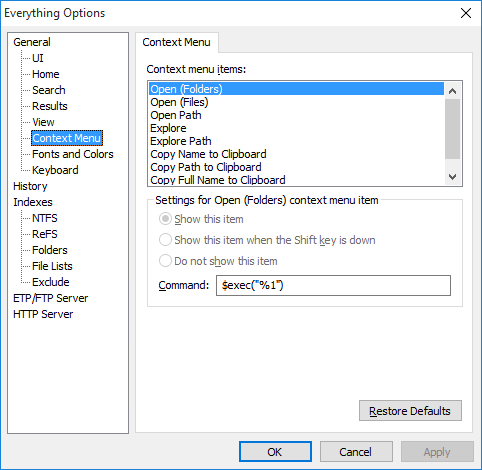 Everything Options
General
UI
Home
Search
Results
View
Context Menu
Fonts and Colors
Keyboard
History
Indexes
NTFS
ReFS
Folders
File Lists
Exclude
ETP/FTP Server
HTTP Server
Context Menu
Context menu items:
Open (Folders)
Open (Files)
Open Path
Explore
Explore Path
Copy Name to Clipboard
Copy Path to Clipboard
Copy Full Name to Clipboard
Settings for Open (Folders) context menu item
Show this item
Show this item when the Shift key is down
Do not show this item
Command: $exec("%1")
Restore Defaults
OK Cancel Apply